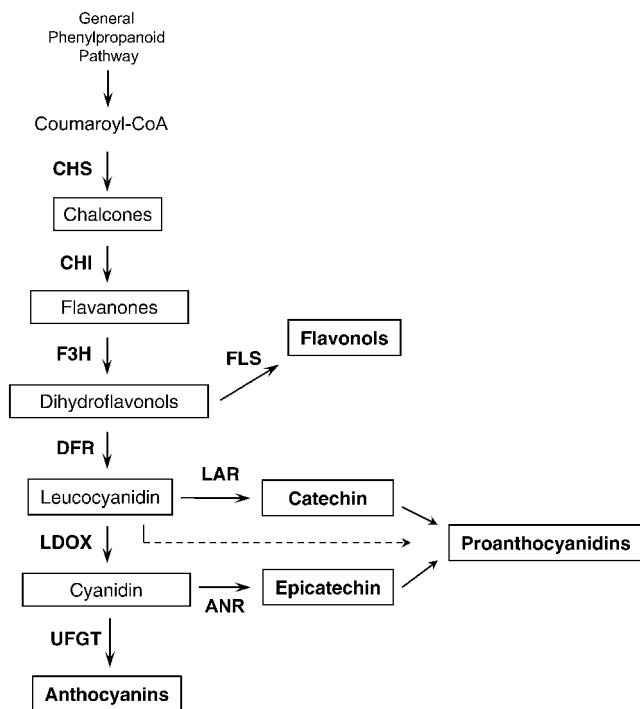 General
Phenylpropanoid
Pathway
Coumaroyl-CoA
CHS
Chalcones
CHI
Flavanones
F3H
FLS
Flavonols
Dihydroflavonols
DFR
LAR
Leucocyanidin
Catechin
LDOX
Proanthocyanidins
Cyanidin
ANR
Epicatechin
UFGT
Anthocyanins